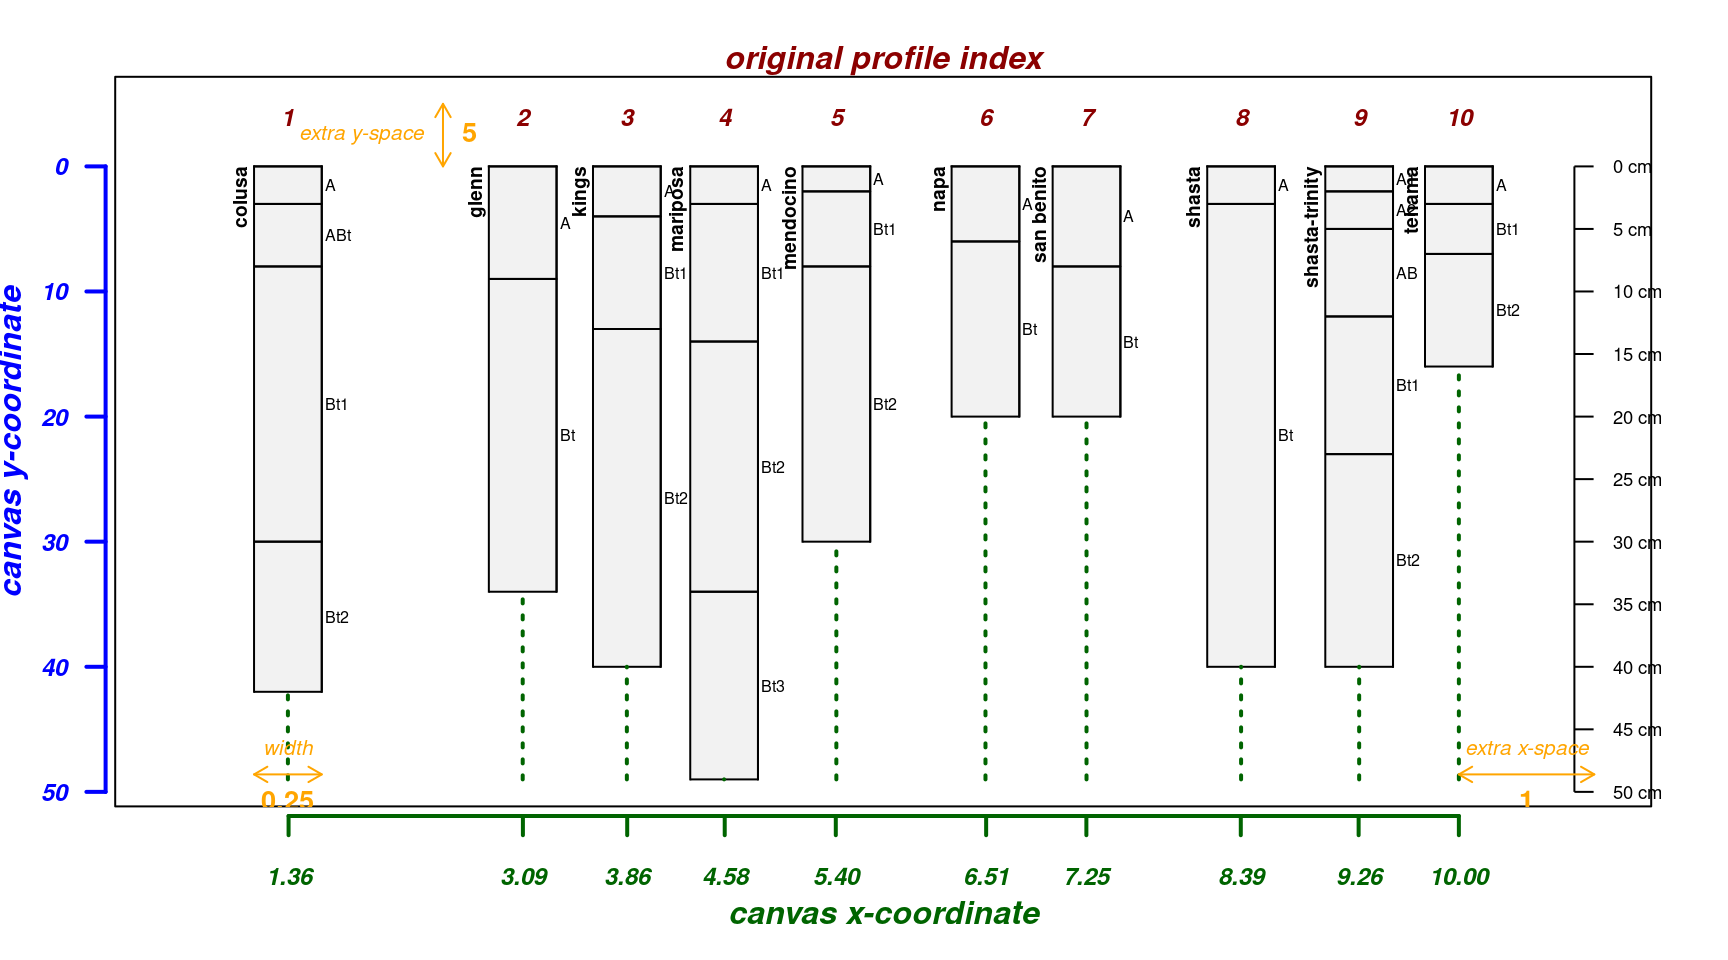 original profile index
1 2 3 4 5 6 7 8 9 10
extra y-space 5
canvas y-coordinate
0
10
20
30
40
50
colusa
A
ABt
Bt1
Bt2
glenn
A
Bt
kings
A
Bt1
Bt2
mariposa
A
Bt1
Bt2
Bt3
mendocino
A
Bt1
Bt2
napa
A
Bt
san benito
A
Bt
shasta
A
Bt
shasta-trinity
AB
Bt1
Bt2
tehama
A
Bt1
Bt2
0 cm
5 cm
10 cm
15 cm
20 cm
25 cm
30 cm
35 cm
40 cm
45 cm
50 cm
width
0.25
extra x-space
1
1.36 3.09 3.86 4.58 5.40 6.51 7.25 8.39 9.26 10.00
canvas x-coordinate